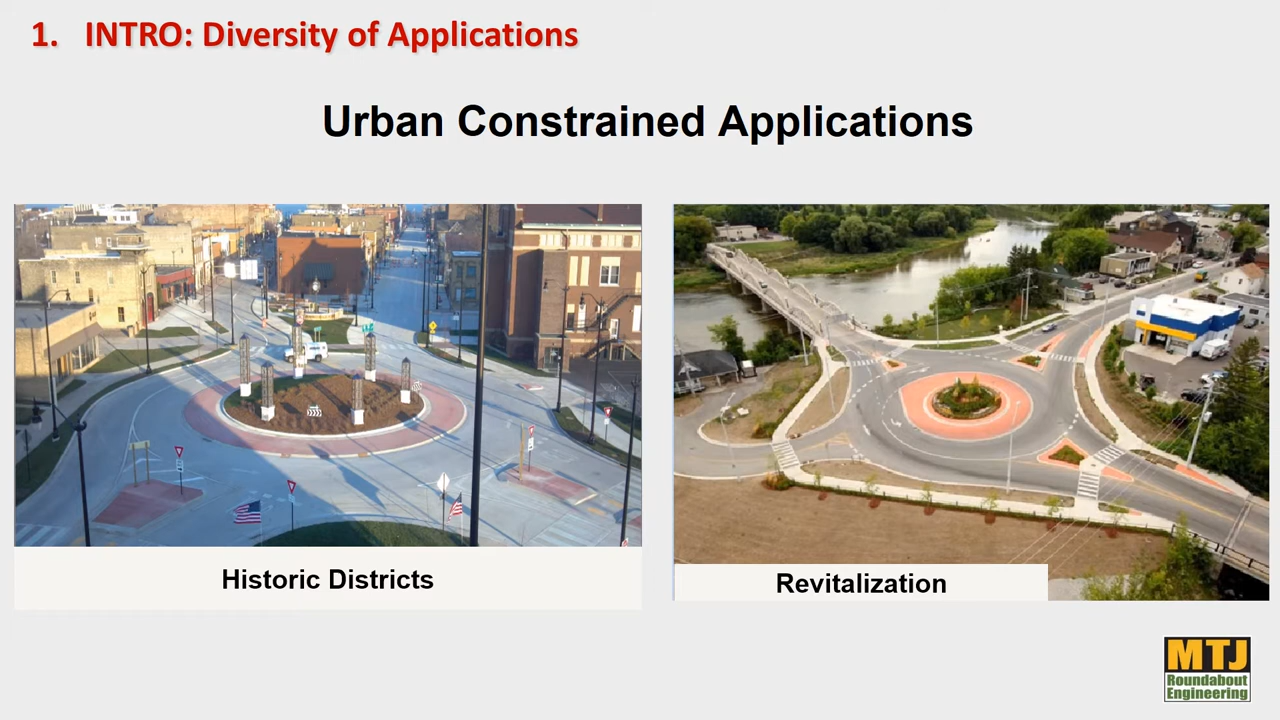 1. INTRO: Diversity of Applications
Urban Constrained Applications
Historic Districts
Revitalization
MTJ
Roundabout
Engineering